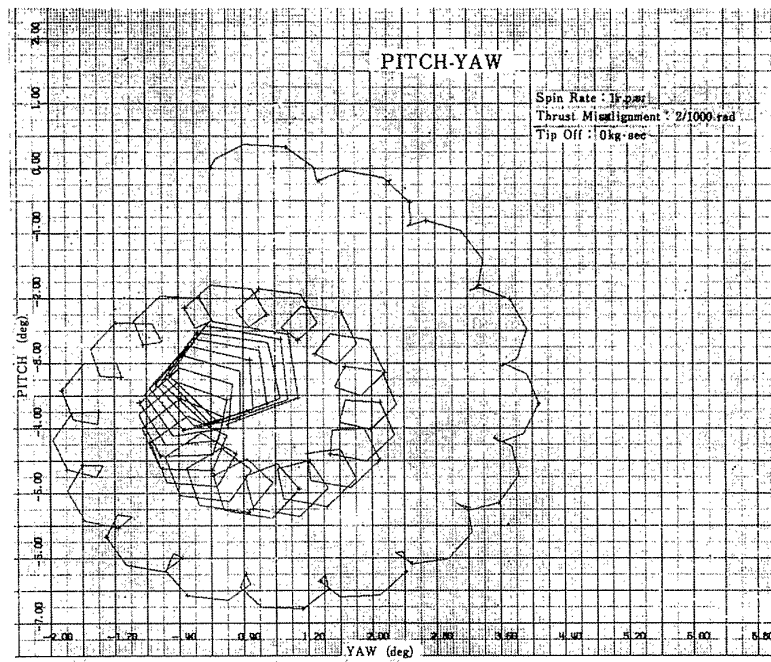 PITCH-YAW
Thrust Misalignment : 2/1000 rad
Spin Rate :
Tip Off : 0kg·sec
2.00
1.00
0.00
-1.00
-2.00
-3.00
-4.00
-5.00
-6.00
-7.00
PITCH (deg)
-2.00 -1.20 -.40 0.40 1.20 2.00 2.80 3.60 4.40 5.20 6.00
YAW (deg)